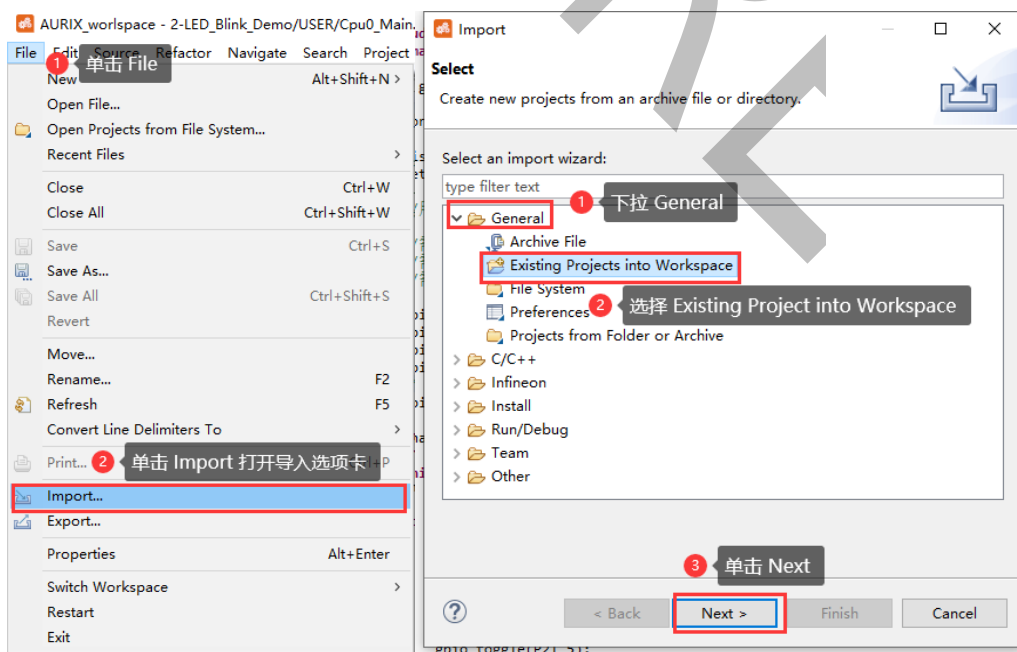 AURIX_worlspace - 2-LED_Blink_Demo/USER/Cpu0_Main.
File Edit Source Refactor Navigate Search Project
1 单击 File
New Alt+Shift+N >
Open File...
Open Projects from File System...
Recent Files >
Close Ctrl+W
Close All Ctrl+Shift+W
Save Ctrl+S
Save As...
Save All Ctrl+Shift+S
Revert
Move...
Rename... F2
Refresh F5
Convert Line Delimiters To >
Print... +P
2 单击 Import 打开导入选项卡
Import...
Export...
Properties Alt+Enter
Switch Workspace >
Restart
Exit
Import
Select
Create new projects from an archive file or directory.
Select an import wizard:
type filter text
1 下拉 General
General
Archive File
Existing Projects into Workspace
File System
2 选择 Existing Project into Workspace
Preferences
Projects from Folder or Archive
> C/C++
> Infineon
> Install
> Run/Debug
> Team
> Other
3 单击 Next
? < Back Next > Finish Cancel